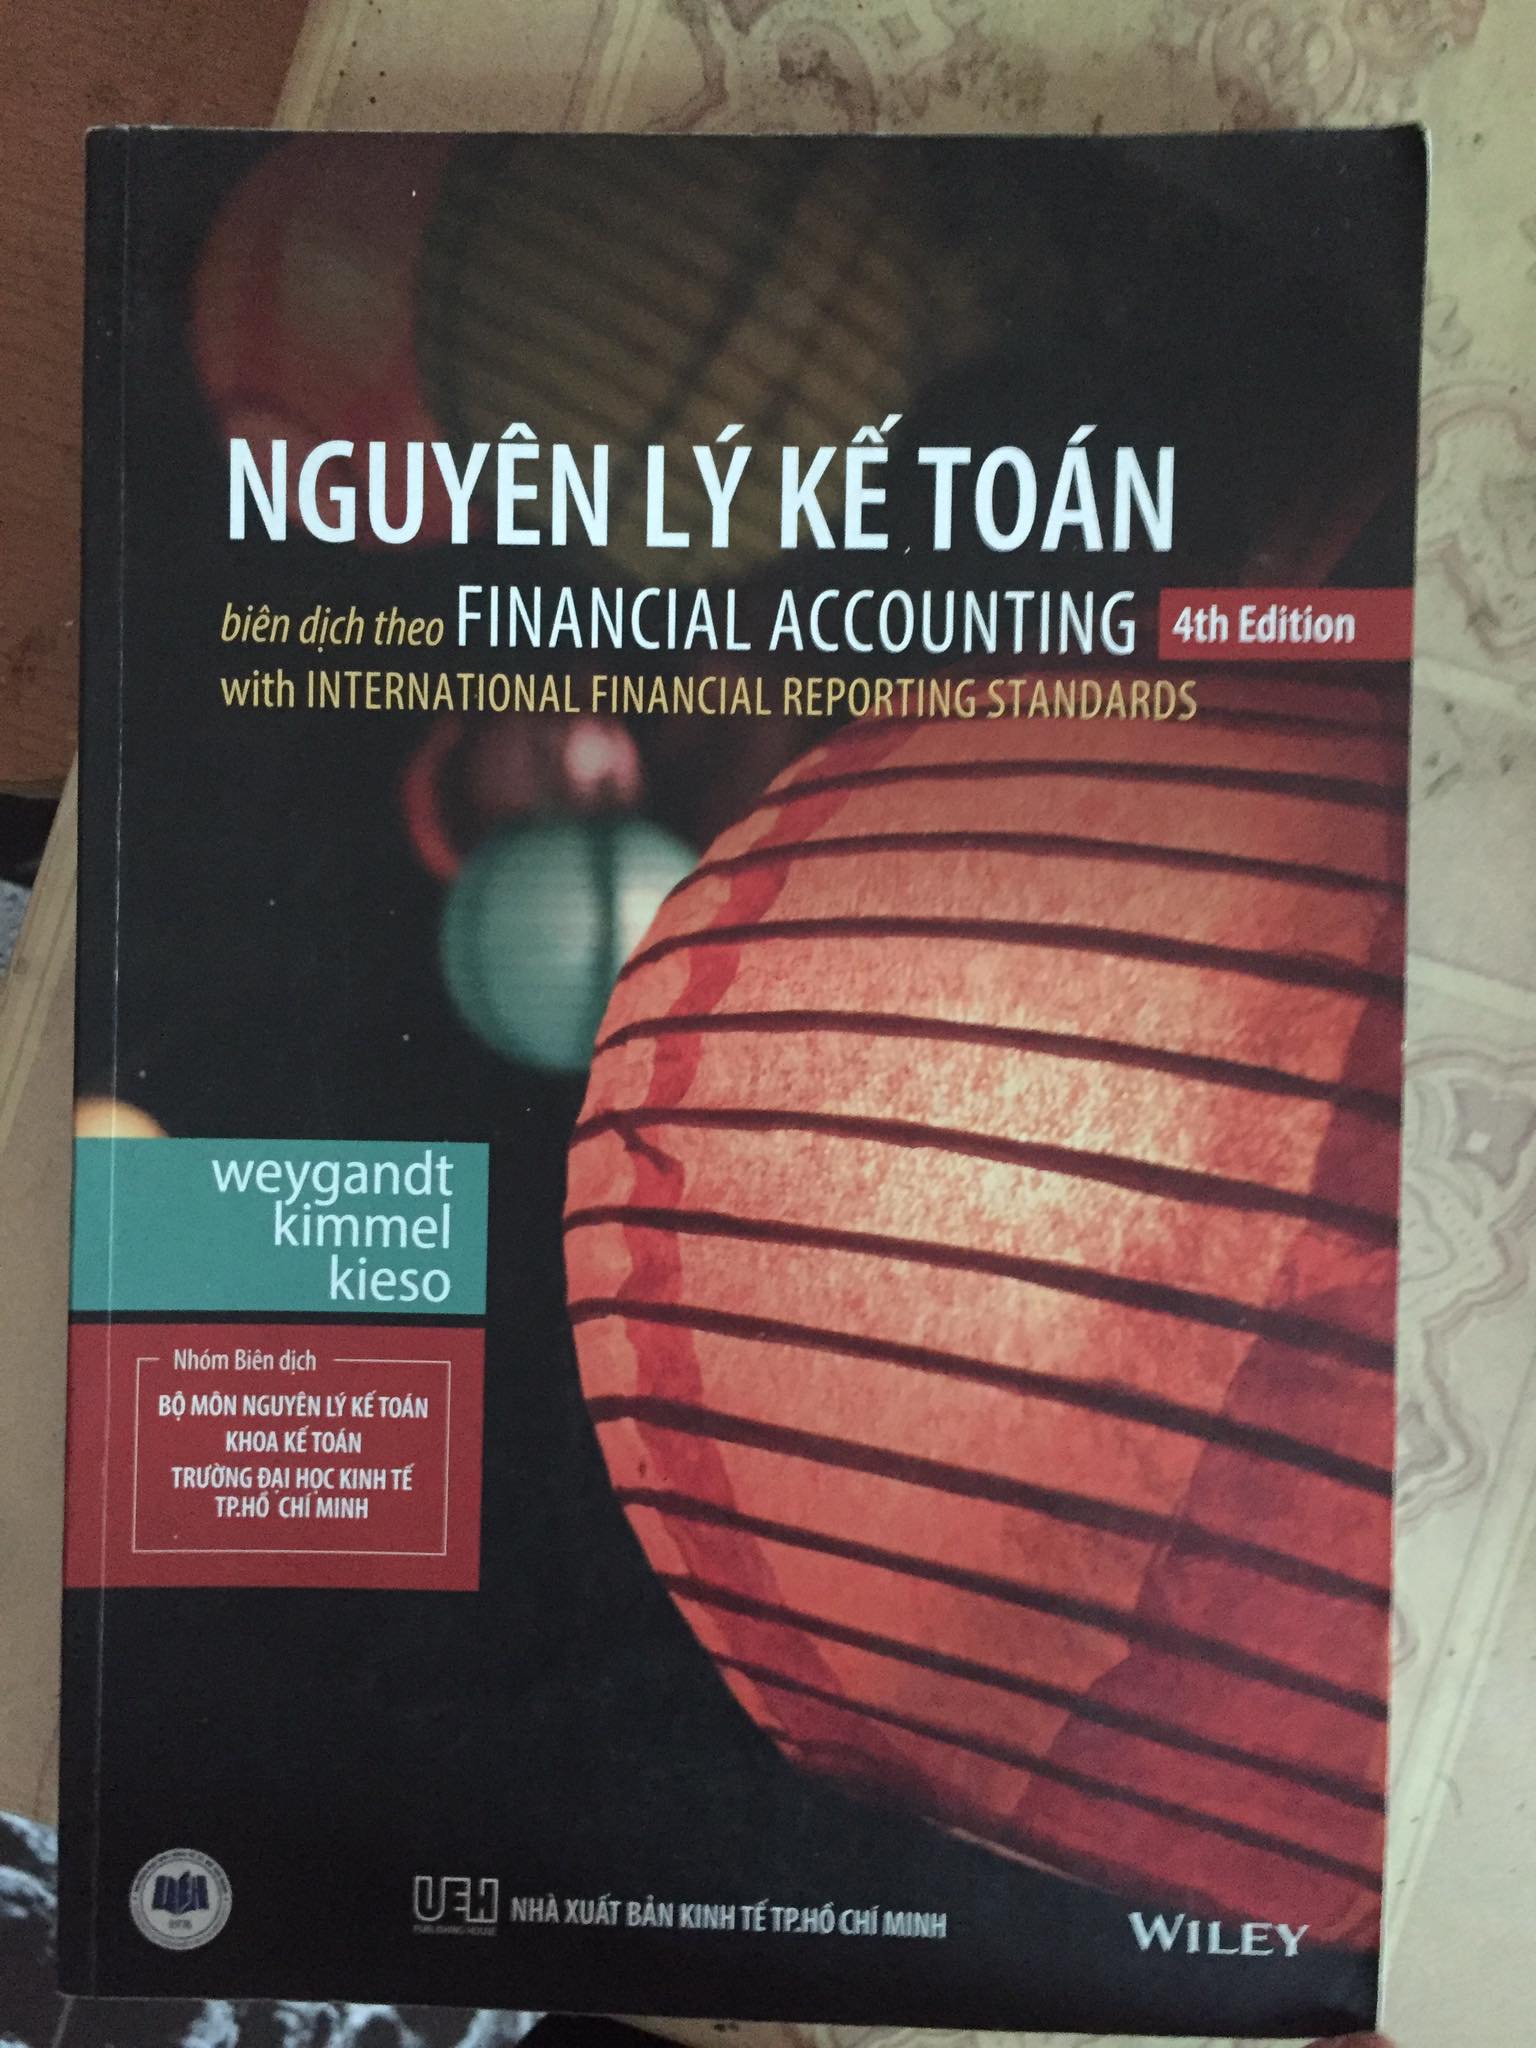 NGUYÊN LÝ KẾ TOÁN
biên dịch theo FINANCIAL ACCOUNTING 4th Edition
with INTERNATIONAL FINANCIAL REPORTING STANDARDS
weygandt
kimmel
kieso
Nhóm Biên dịch
BỘ MÔN NGUYÊN LÝ KẾ TOÁN
KHOA KẾ TOÁN
TRƯỜNG ĐẠI HỌC KINH TẾ
TP.HỒ CHÍ MINH
UEH
PUBLISHING HOUSE
NHÀ XUẤT BẢN KINH TẾ TP.HỒ CHÍ MINH
WILEY